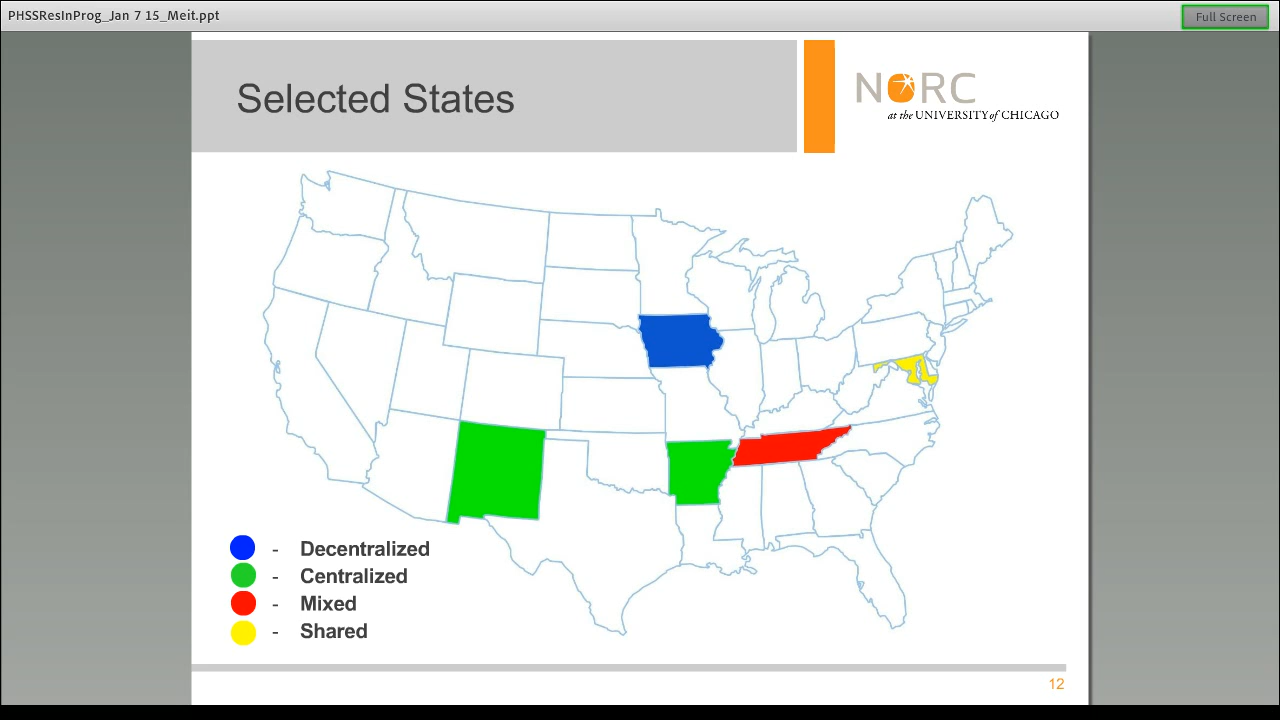 PHSSResInProg_Jan 7 15_Meit.ppt
Full Screen
Selected States
NORC
at the UNIVERSITY of CHICAGO
- Decentralized
- Centralized
- Mixed
- Shared
12